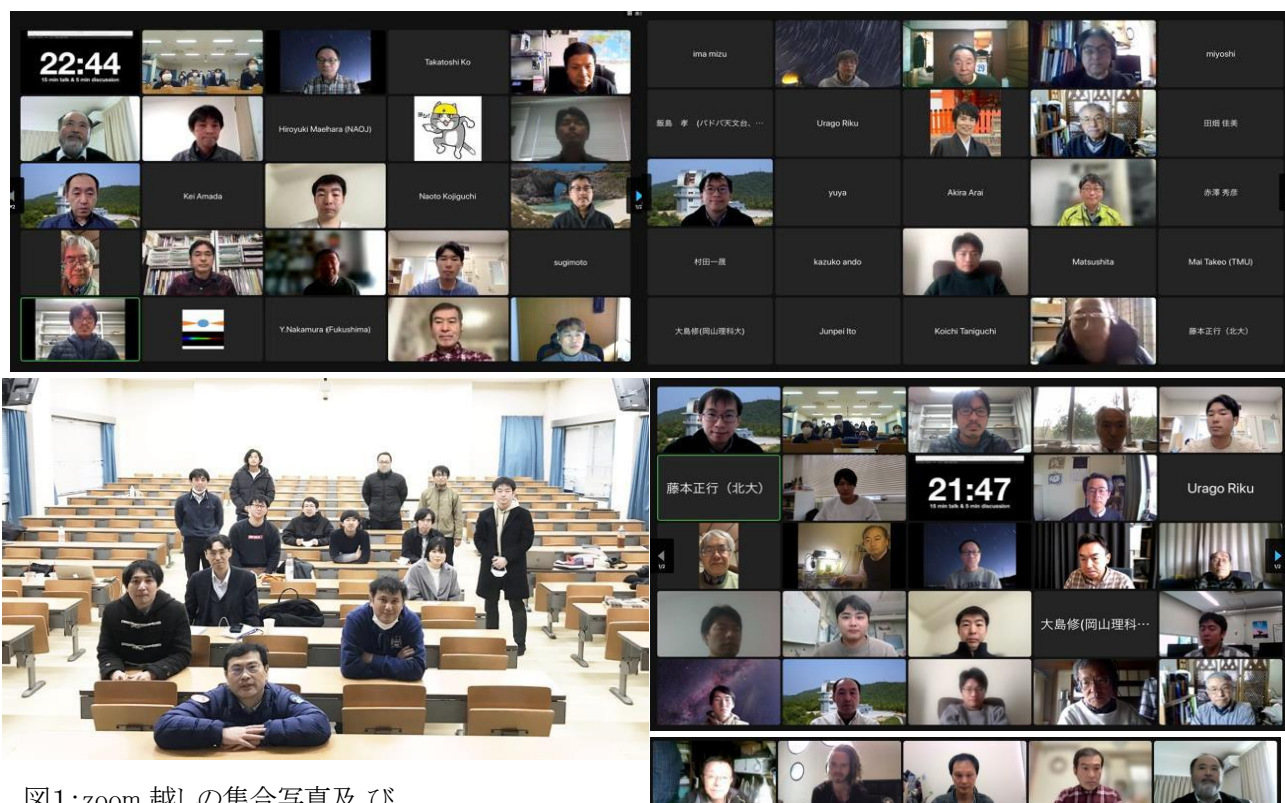 22:44
15 min talk & 5 min discussion
Takatoshi Ko
Hiroyuki Maehara (NAOJ)
Kei Amada
Naoto Kojiguchi
sugimoto
Y.Nakamura (Fukushima)
ima mizu
miyoshi
飯島 孝 (パドバ天文台、…
Urago Riku
田畑 佳美
yuya
Akira Arai
赤澤 秀彦
村田一晟
kazuko ando
Matsushita
Mai Takeo (TMU)
大島修(岡山理科大)
Junpei Ito
Koichi Taniguchi
藤本正行 (北大)
藤本正行 (北大)
21:47
15 min talk & 5 min discussion
Urago Riku
大島修(岡山理科…
図1:zoom 越しの集合写真及び